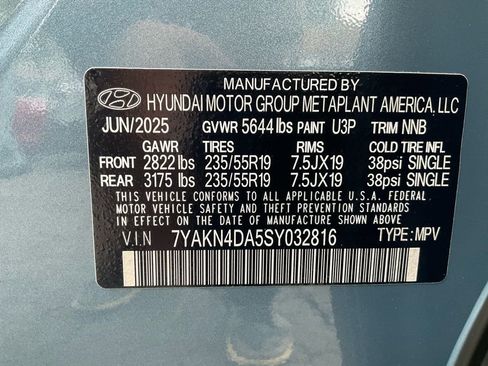 MANUFACTURED BY
HYUNDAI MOTOR GROUP METAPLANT AMERICA, LLC
JUN/2025 GVWR 5644 lbs PAINT U3P TRIM NNB
GAWR TIRES RIMS COLD TIRE INFL
FRONT 2822 lbs 235/55R19 7.5JX19 38psi SINGLE
REAR 3175 lbs 235/55R19 7.5JX19 38psi SINGLE
THIS VEHICLE CONFORMS TO ALL APPLICABLE U.S.A. FEDERAL
MOTOR VEHICLE SAFETY AND THEFT PREVENTION STANDARDS
IN EFFECT ON THE DATE OF MANUFACTURE SHOWN ABOVE
V.I.N 7YAKN4DA5SY032816 TYPE: MPV